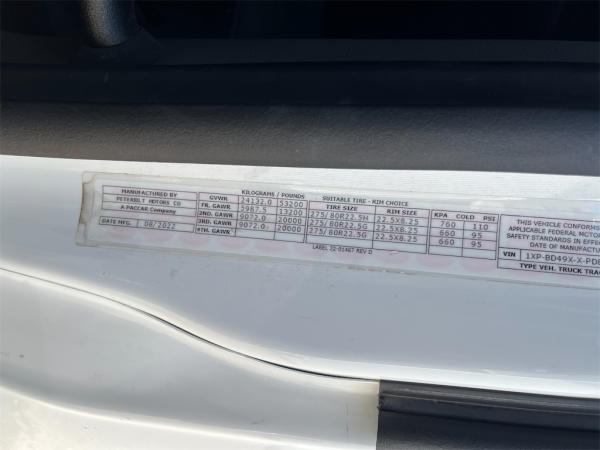 MANUFACTURED BY
PETERBILT MOTORS CO
A PACCAR Company
DATE MFG. 08/2022
KILOGRAMS / POUNDS
GVWR 24132.0 53200
FR. GAWR 5987.5 13200
2ND. GAWR 9072.0 20000
3RD. GAWR 9072.0 20000
4TH. GAWR
SUITABLE TIRE - RIM CHOICE
TIRE SIZE RIM SIZE KPA COLD PSI
275/80R22.5H 22.5X8.25 760 110
275/80R22.5G 22.5X8.25 660 95
275/80R22.5G 22.5X8.25 660 95
LABEL 22-01467 REV D
THIS VEHICLE CONFORMS
APPLICABLE FEDERAL MOTOR
SAFETY STANDARDS IN EFFE
DATE OF MANUFACTUR
VIN 1XP-BD49X-X-PD
TYPE VEH. TRUCK TRA